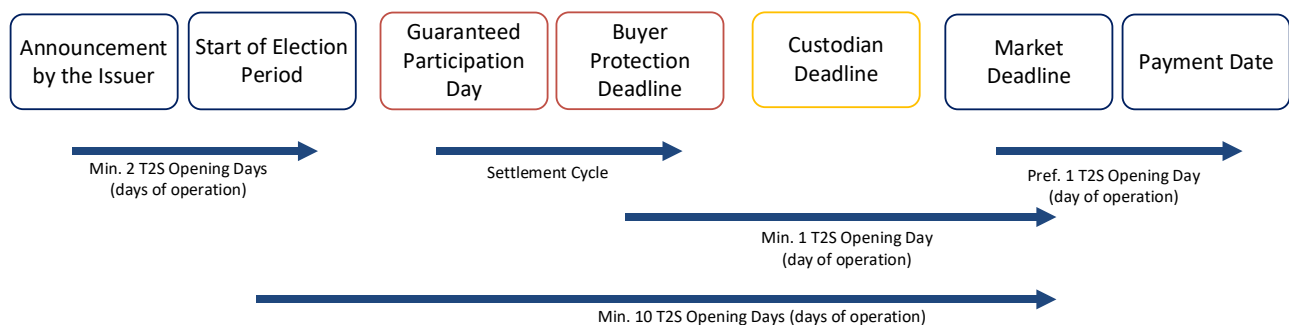 Announcement
by the Issuer
Start of Election
Period
Guaranteed
Participation
Day
Buyer
Protection
Deadline
Custodian
Deadline
Market
Deadline
Payment Date
Min. 2 T2S Opening Days
(days of operation)
Settlement Cycle
Pref. 1 T2S Opening Day
(day of operation)
Min. 1 T2S Opening Day
(day of operation)
Min. 10 T2S Opening Days (days of operation)